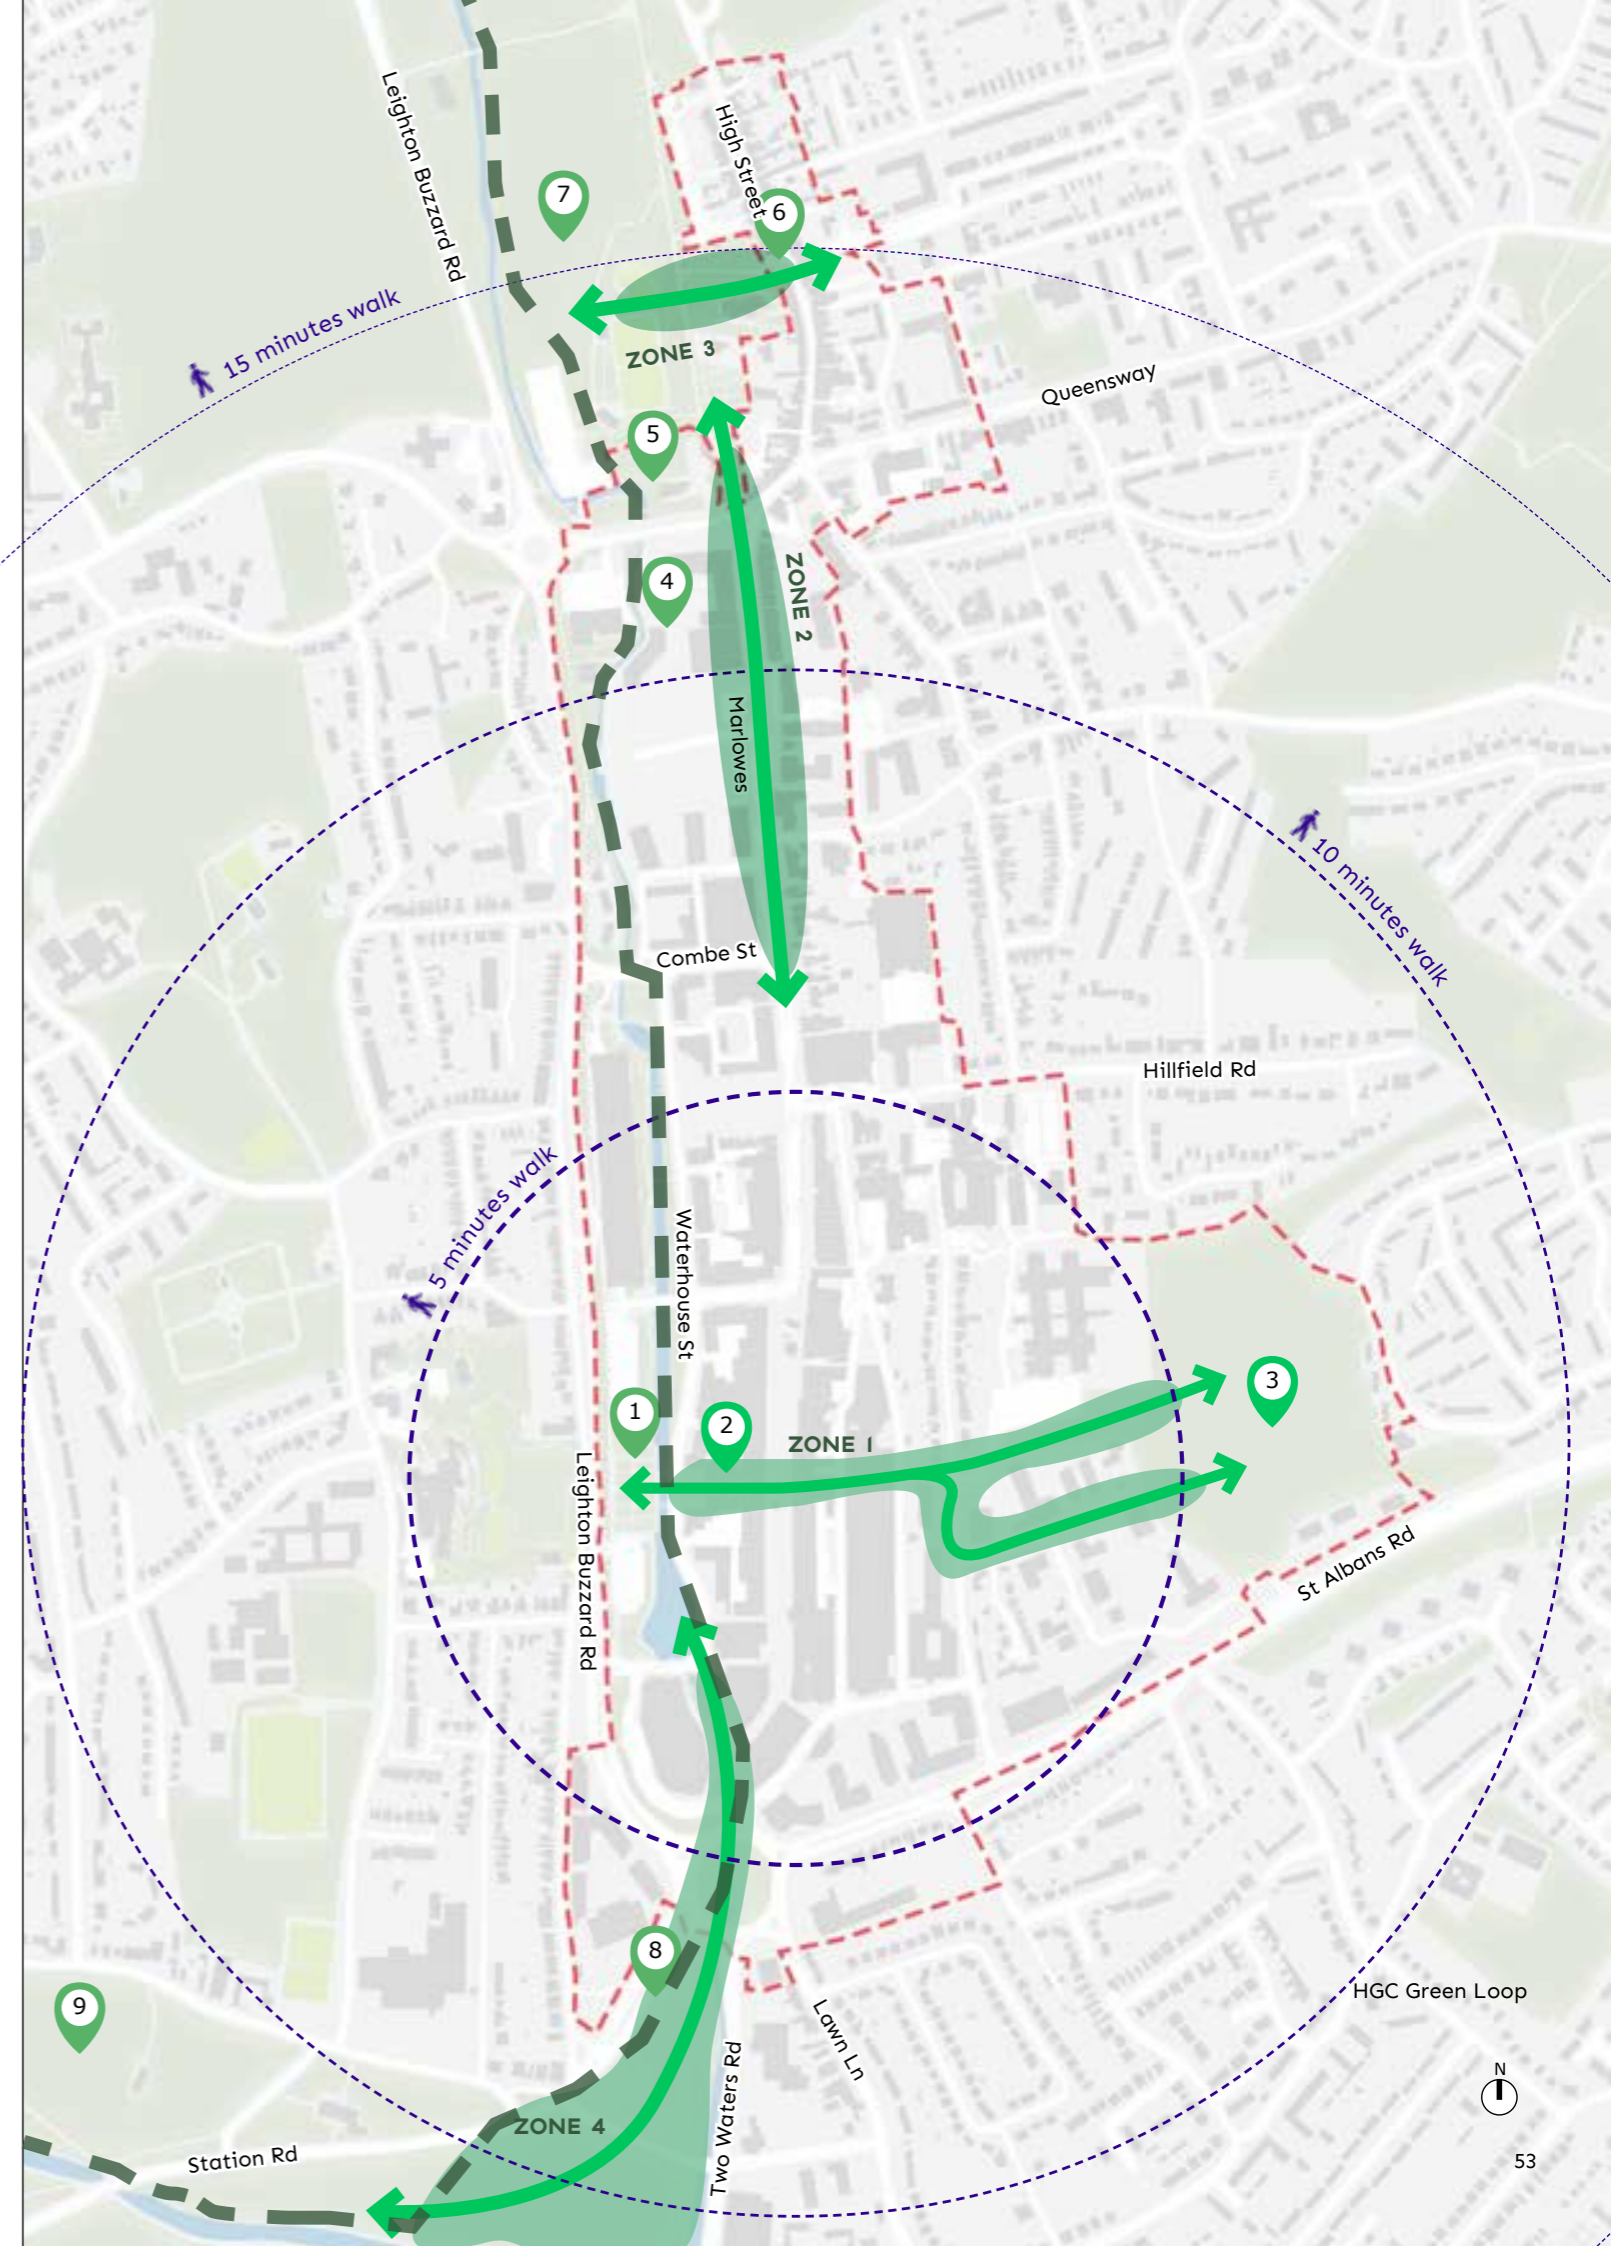 Leighton Buzzard Rd
High Street
7
6
15 minutes walk
ZONE 3
Queensway
5
4
ZONE 2
Marlowes
10 minutes walk
Combe St
Hillfield Rd
5 minutes walk
Waterhouse St
1
2
3
ZONE 1
Leighton Buzzard Rd
St Albans Rd
8
9
HGC Green Loop
Lawn Ln
Two Waters Rd
N
ZONE 4
Station Rd
53